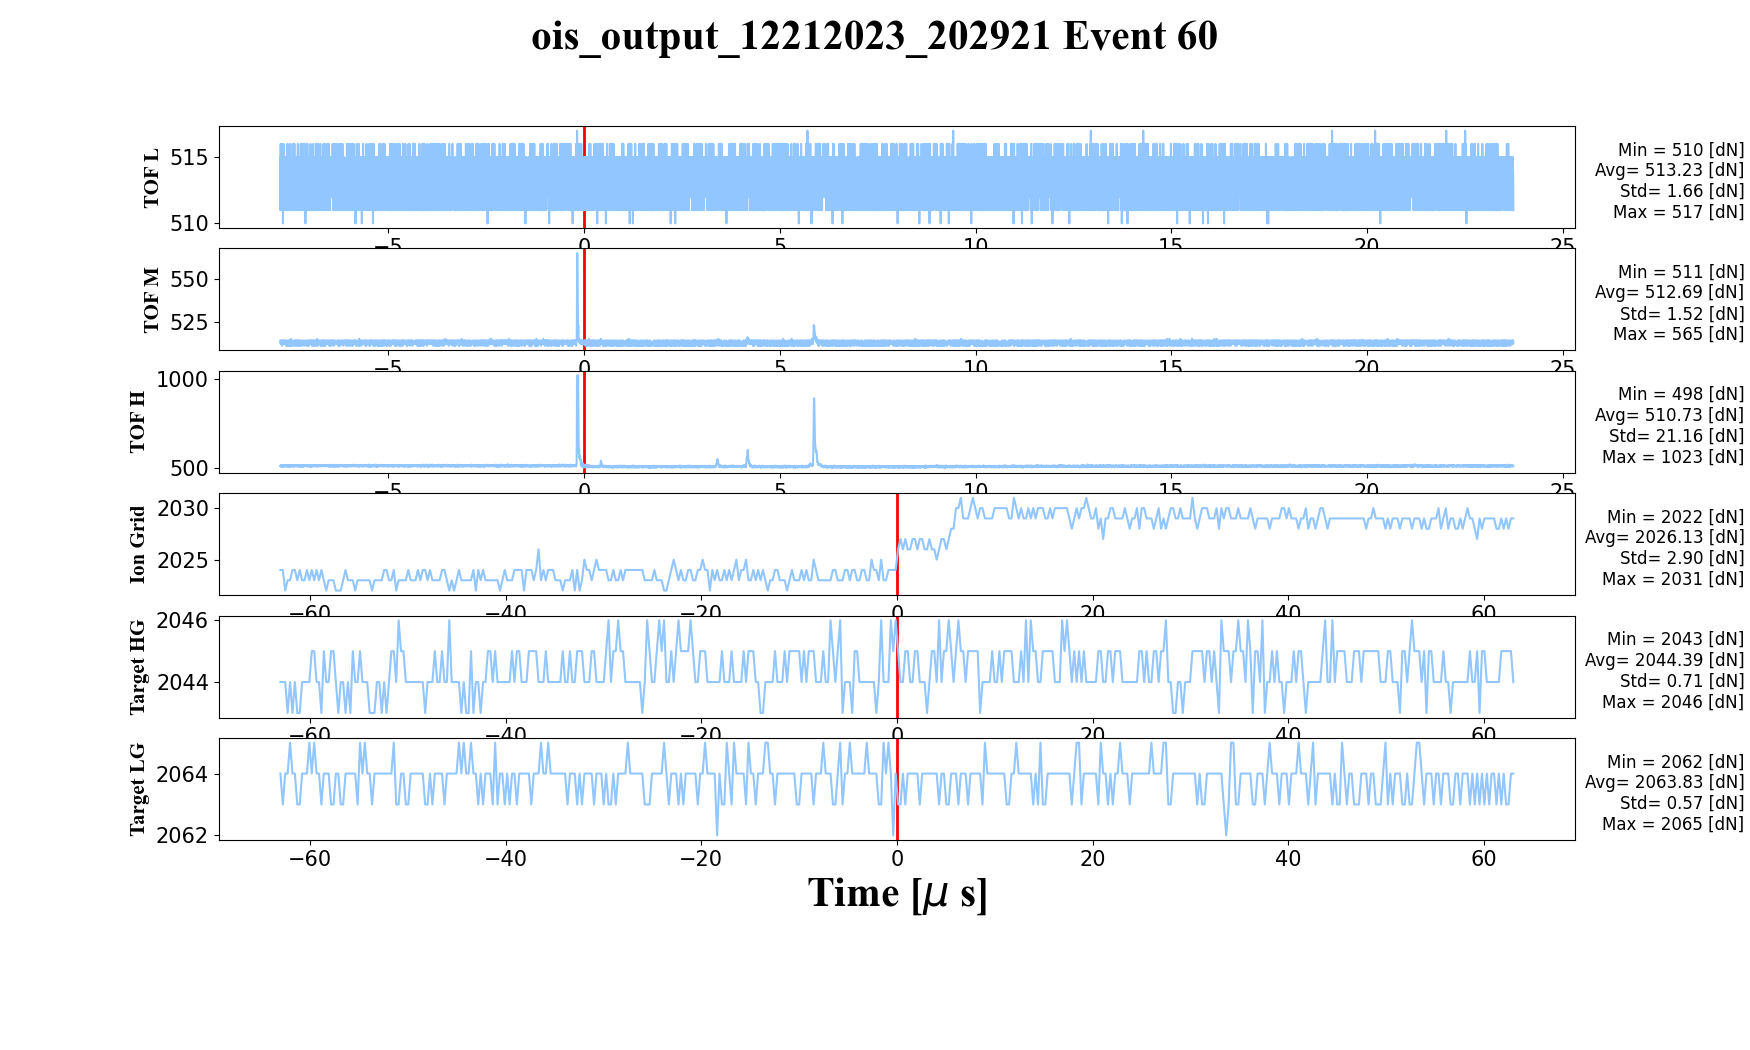 ois_output_12212023_202921 Event 60
TOF L
515
510
−5
0
5
10
15
20
25
Min = 510 [dN]
Avg= 513.23 [dN]
Std= 1.66 [dN]
Max = 517 [dN]
TOF M
550
525
−5
0
5
10
15
20
25
Min = 511 [dN]
Avg= 512.69 [dN]
Std= 1.52 [dN]
Max = 565 [dN]
TOF H
1000
500
−5
0
5
10
15
20
25
Min = 498 [dN]
Avg= 510.73 [dN]
Std= 21.16 [dN]
Max = 1023 [dN]
Ion Grid
2030
2025
−60
−40
−20
0
20
40
60
Min = 2022 [dN]
Avg= 2026.13 [dN]
Std= 2.90 [dN]
Max = 2031 [dN]
Target HG
2046
2044
−60
−40
−20
0
20
40
60
Min = 2043 [dN]
Avg= 2044.39 [dN]
Std= 0.71 [dN]
Max = 2046 [dN]
Target LG
2064
2062
−60
−40
−20
0
20
40
60
Min = 2062 [dN]
Avg= 2063.83 [dN]
Std= 0.57 [dN]
Max = 2065 [dN]
Time [μ s]